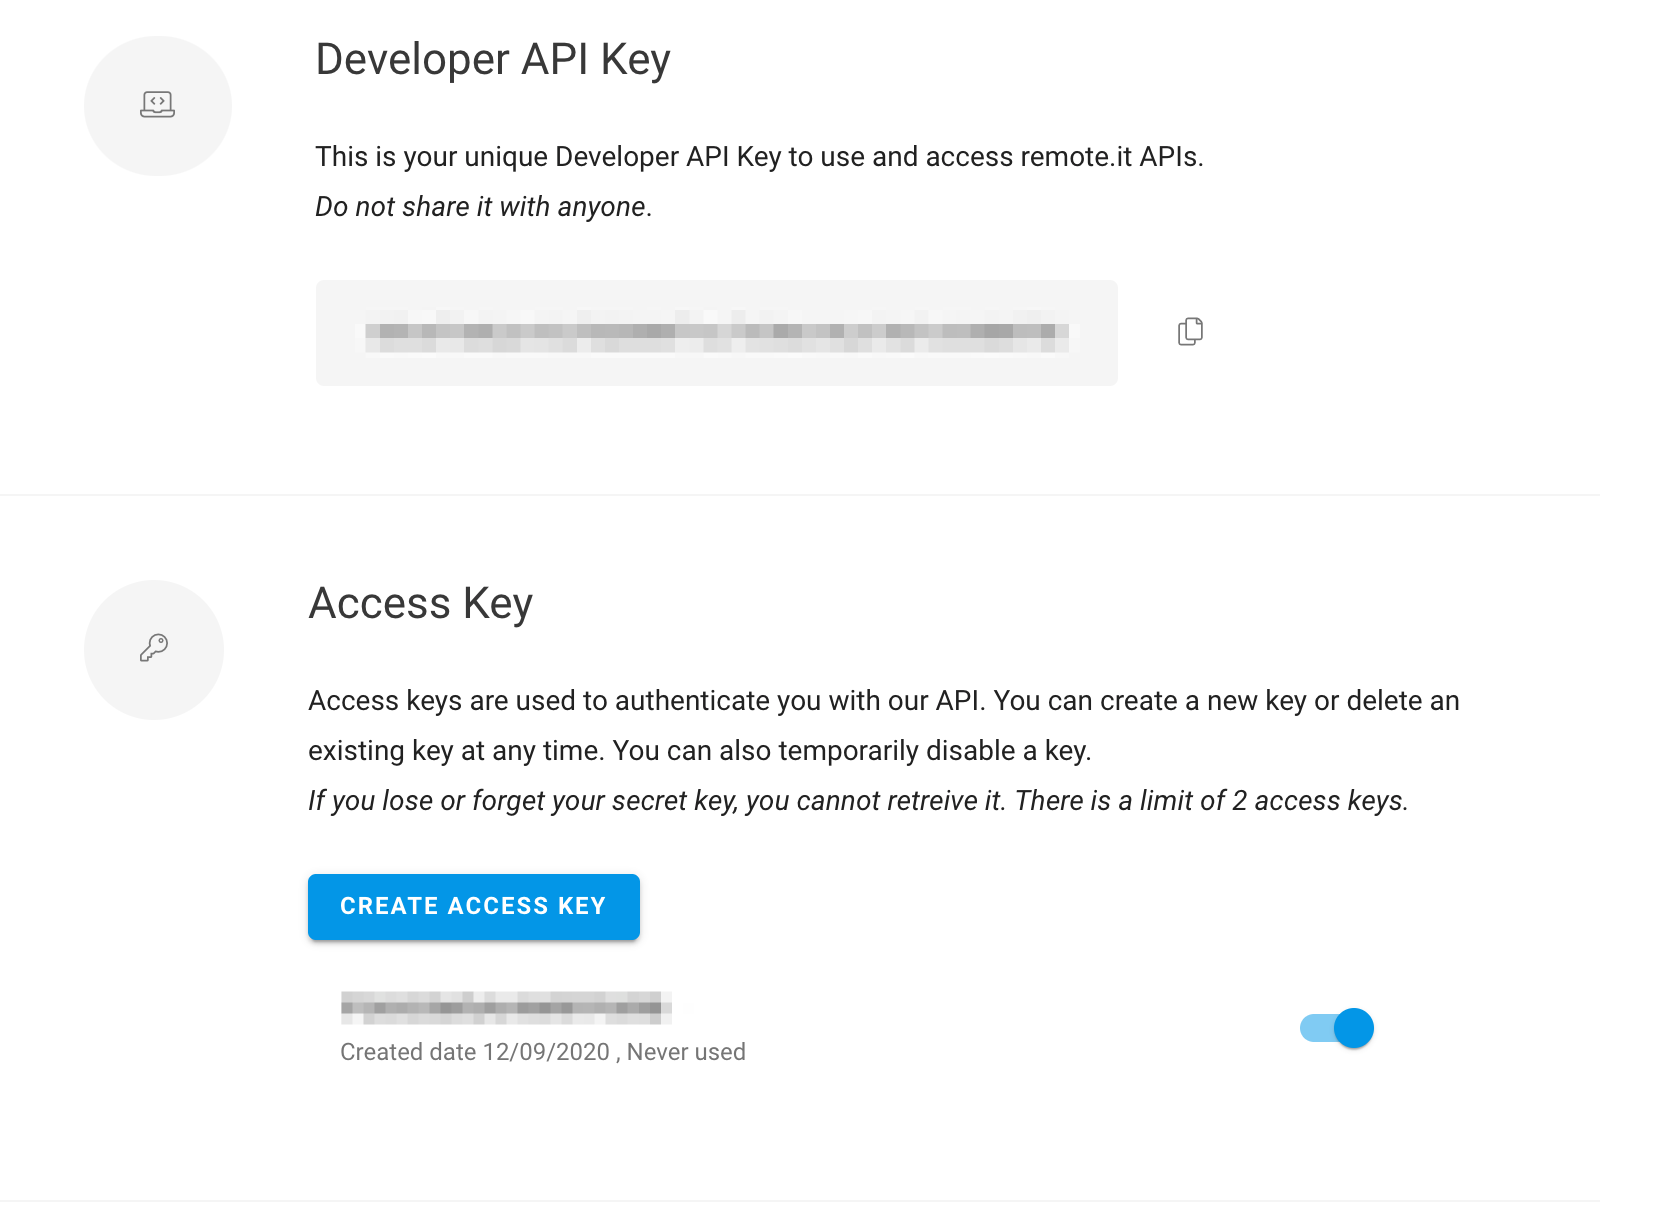 Developer API Key
This is your unique Developer API Key to use and access remote.it APIs.
Do not share it with anyone.
Access Key
Access keys are used to authenticate you with our API. You can create a new key or delete an
existing key at any time. You can also temporarily disable a key.
If you lose or forget your secret key, you cannot retreive it. There is a limit of 2 access keys.
CREATE ACCESS KEY
Created date 12/09/2020 , Never used